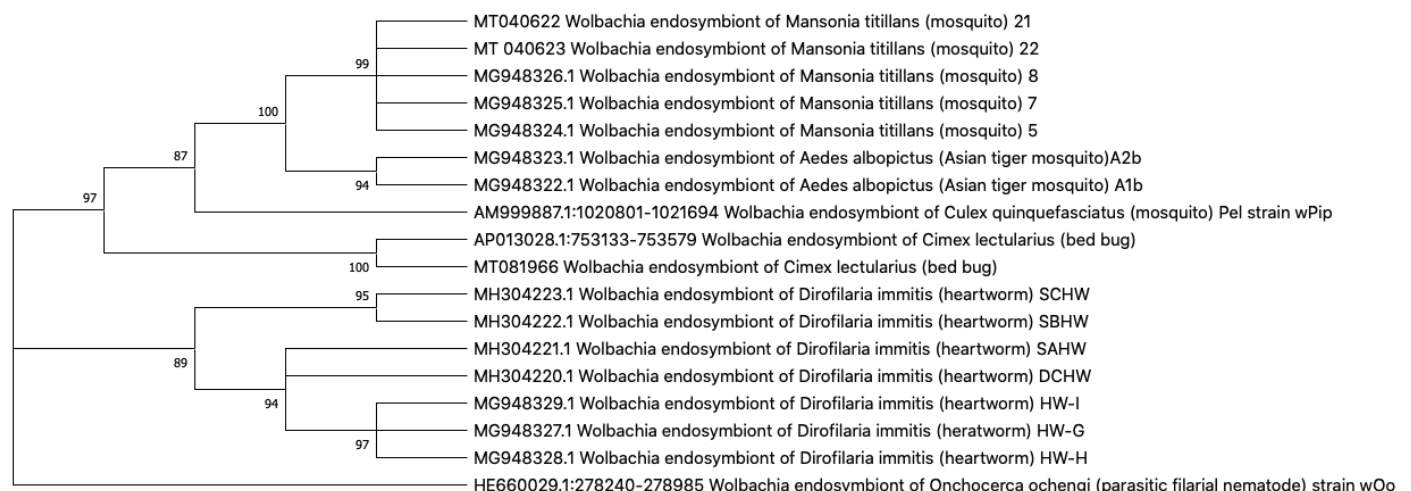 MT040622 Wolbachia endosymbiont of Mansonia titillans (mosquito) 21
MT 040623 Wolbachia endosymbiont of Mansonia titillans (mosquito) 22
99
MG948326.1 Wolbachia endosymbiont of Mansonia titillans (mosquito) 8
MG948325.1 Wolbachia endosymbiont of Mansonia titillans (mosquito) 7
100
MG948324.1 Wolbachia endosymbiont of Mansonia titillans (mosquito) 5
87
MG948323.1 Wolbachia endosymbiont of Aedes albopictus (Asian tiger mosquito)A2b
94
MG948322.1 Wolbachia endosymbiont of Aedes albopictus (Asian tiger mosquito) A1b
97
AM999887.1:1020801-1021694 Wolbachia endosymbiont of Culex quinquefasciatus (mosquito) Pel strain wPip
AP013028.1:753133-753579 Wolbachia endosymbiont of Cimex lectularius (bed bug)
100
MT081966 Wolbachia endosymbiont of Cimex lectularius (bed bug)
95
MH304223.1 Wolbachia endosymbiont of Dirofilaria immitis (heartworm) SCHW
MH304222.1 Wolbachia endosymbiont of Dirofilaria immitis (heartworm) SBHW
89
MH304221.1 Wolbachia endosymbiont of Dirofilaria immitis (heartworm) SAHW
MH304220.1 Wolbachia endosymbiont of Dirofilaria immitis (heartworm) DCHW
94
MG948329.1 Wolbachia endosymbiont of Dirofilaria immitis (heartworm) HW-I
MG948327.1 Wolbachia endosymbiont of Dirofilaria immitis (heratworm) HW-G
97
MG948328.1 Wolbachia endosymbiont of Dirofilaria immitis (heartworm) HW-H
HE660029.1:278240-278985 Wolbachia endosymbiont of Onchocerca ochengi (parasitic filarial nematode) strain wOo